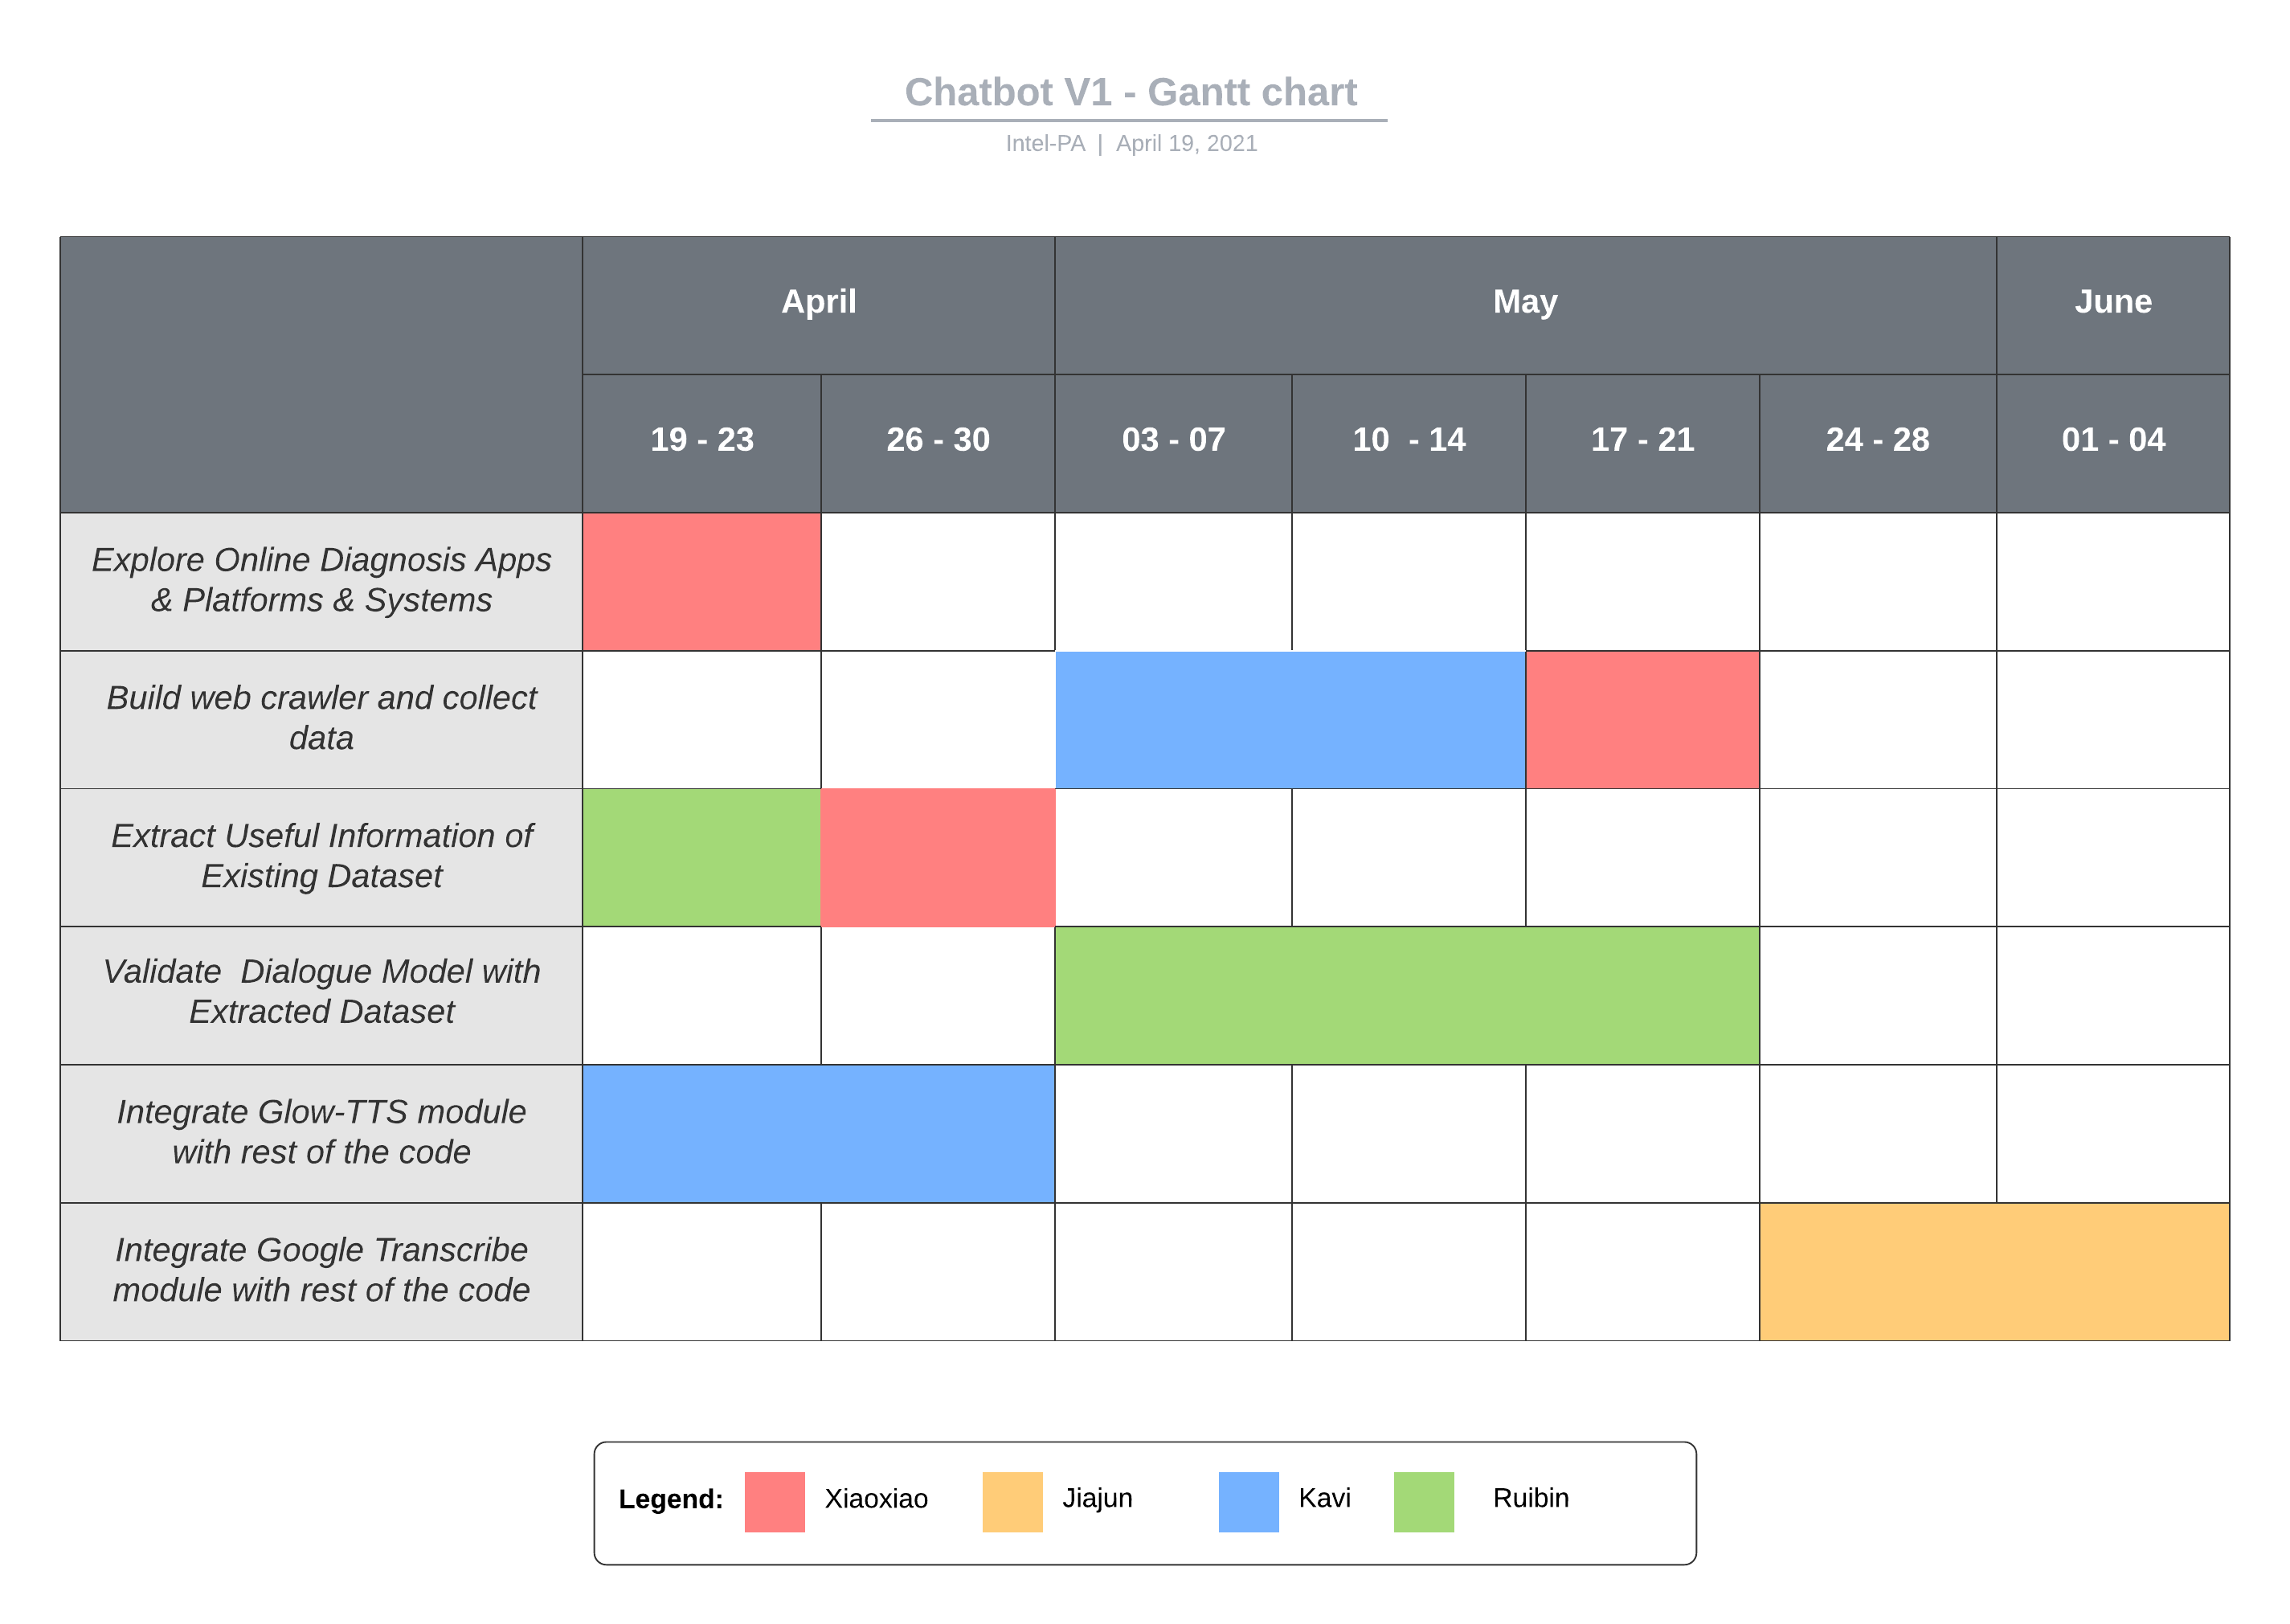 Chatbot V1 - Gantt chart
Intel-PA | April 19, 2021
April May June
19 - 23 26 - 30 03 - 07 10  - 14 17 - 21 24 - 28 01 - 04
Explore Online Diagnosis Apps
& Platforms & Systems
Build web crawler and collect
data
Extract Useful Information of
Existing Dataset
Validate  Dialogue Model with
Extracted Dataset
Integrate Glow-TTS module
with rest of the code
Integrate Google Transcribe
module with rest of the code
Legend: Xiaoxiao Jiajun Kavi Ruibin